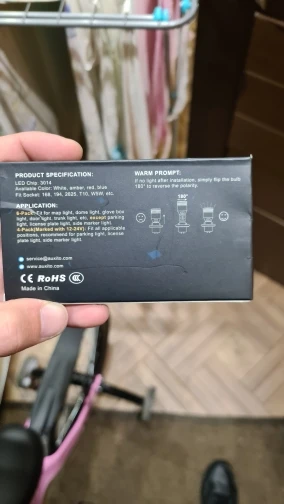 PRODUCT SPECIFICATION:
LED Chip: 3014
Available Color: White, amber, red, blue
Fit Socket: 168, 194, 2825, T10, W5W, etc.
APPLICATION:
6-Pack: Fit for map light, dome light, glove box
light, door light, trunk light, etc, except parking
light, license plate light, side marker light.
4-Pack(Marked with 12-24V): Fit all applicable
positions, recommend for parking light, license
plate light, side marker light.
service@auxito.com
www.auxito.com
CE RoHS
Made in China
WARM PROMPT:
If no light after installation, simply flip the bulb
180° to reverse the polarity.
180°